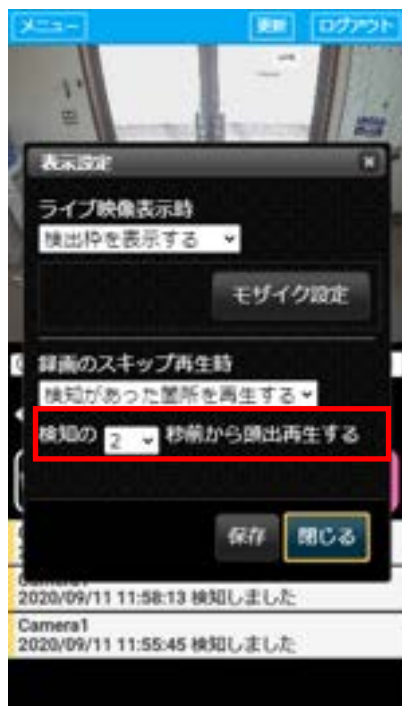 メニュー 更新 ログアウト
表示設定
ライブ映像表示時
検出枠を表示する
モザイク設定
録画のスキップ再生時
検知があった箇所を再生する
検知の 2 秒前から頭出再生する
保存 閉じる
Camera1
2020/09/11 11:58:13 検知しました
Camera1
2020/09/11 11:55:45 検知しました